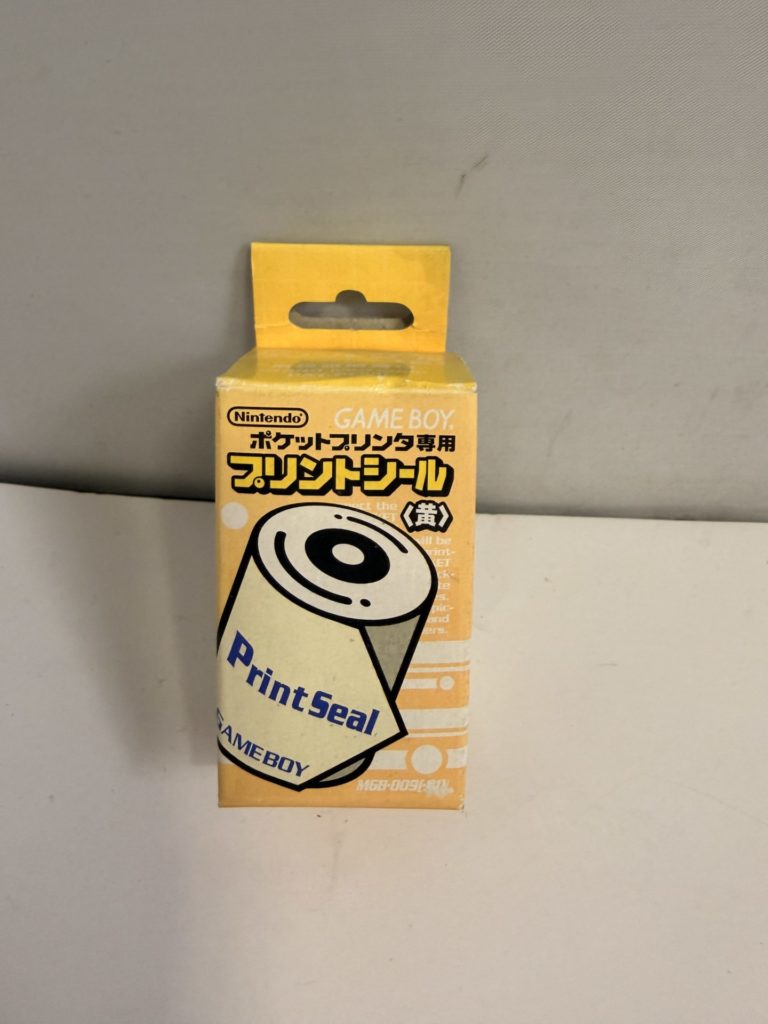 Nintendo
GAME BOY
ポケットプリンタ専用
プリントシール
〈黄〉
Print Seal
GAME BOY